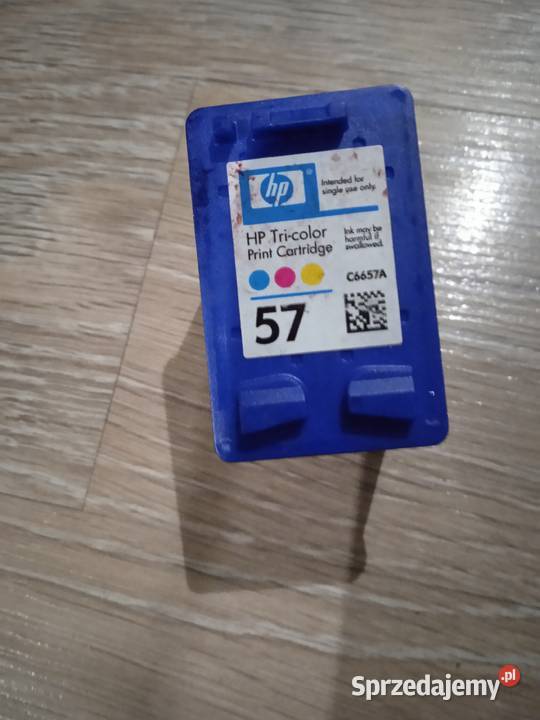 hp
Intended for
single use only.
HP Tri-color
Print Cartridge
Ink may be
harmful if
swallowed.
C6657A
57
Sprzedajemy.pl